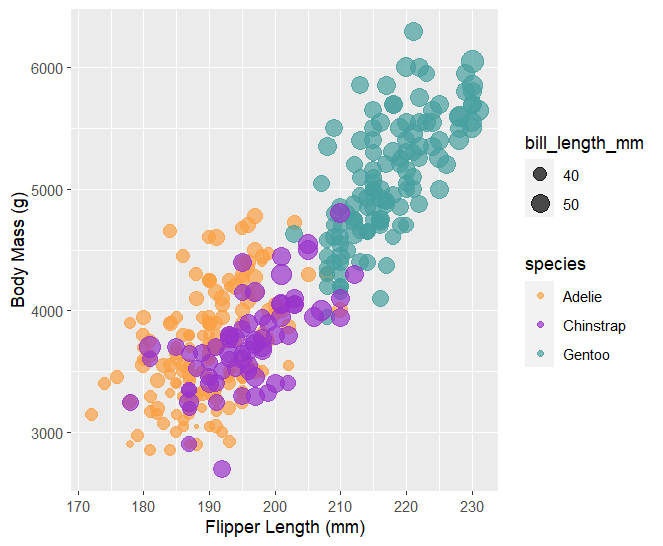 Body Mass (g)
6000
5000
4000
3000
170 180 190 200 210 220 230
Flipper Length (mm)
bill_length_mm
40
50
species
Adelie
Chinstrap
Gentoo